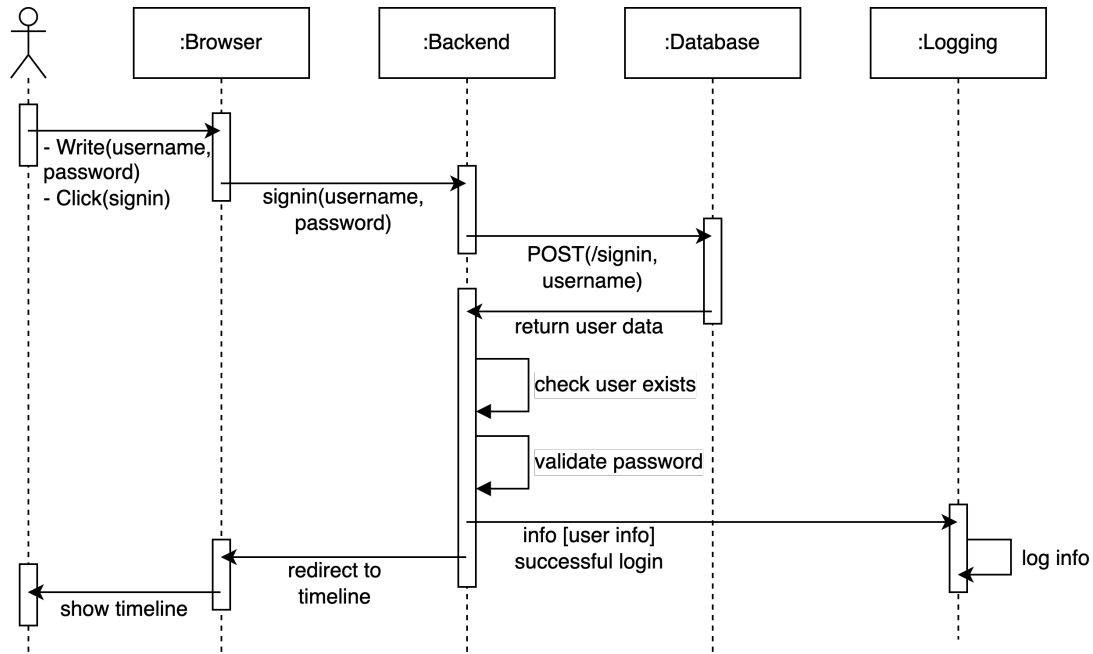 :Browser
:Backend
:Database
:Logging
- Write(username,
password)
- Click(signin)
signin(username,
password)
POST(/signin,
username)
return user data
check user exists
validate password
info [user info]
successful login
log info
redirect to
timeline
show timeline